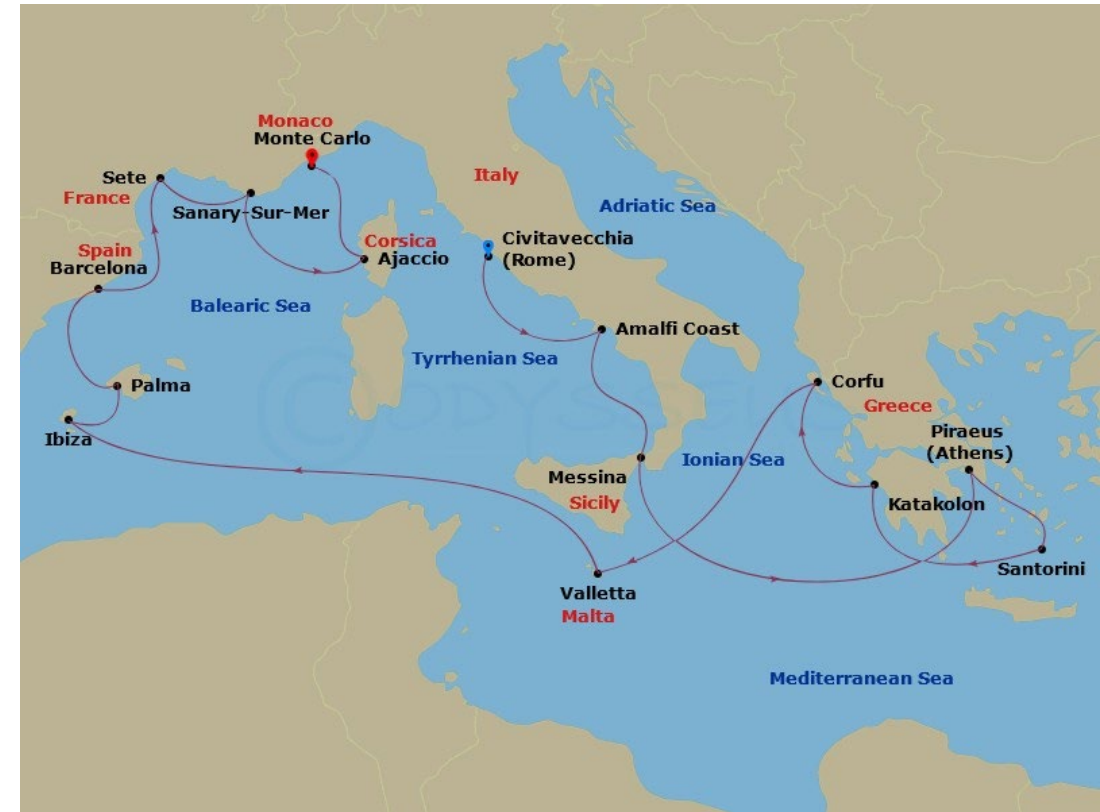 Monaco
Monte Carlo
Sete
France
Sanary-Sur-Mer
Italy
Adriatic Sea
Spain
Barcelona
Corsica
Ajaccio
Civitavecchia
(Rome)
Balearic Sea
Amalfi Coast
Tyrrhenian Sea
Palma
Corfu
Greece
©ODYSSEUS
Ibiza
Piraeus
(Athens)
Ionian Sea
Messina
Sicily
Katakolon
Santorini
Valletta
Malta
Mediterranean Sea